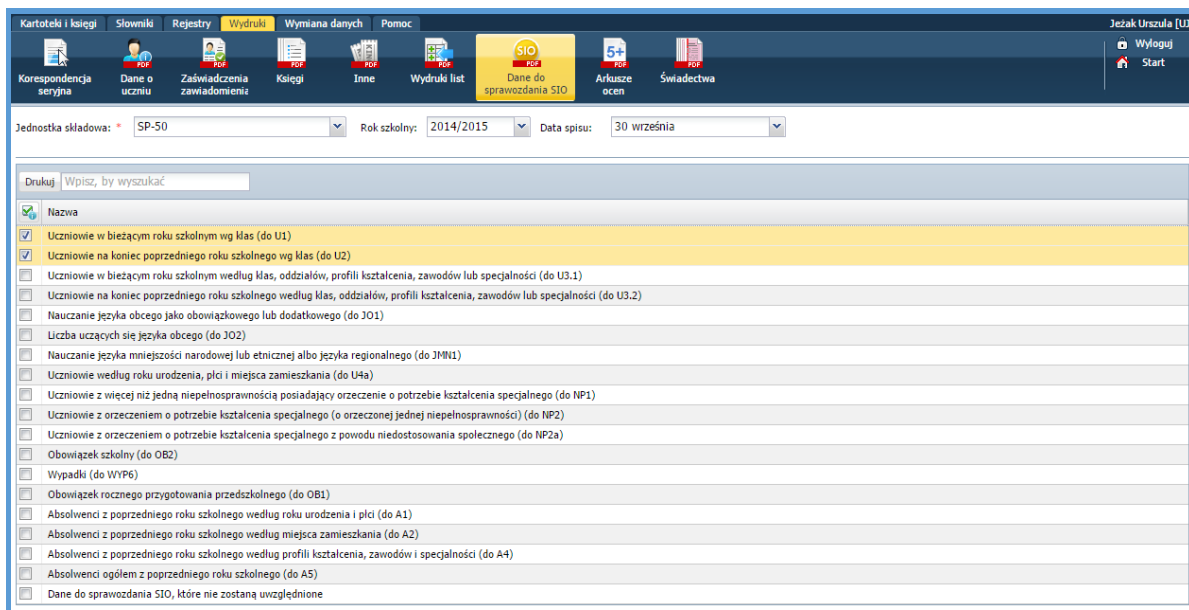 Kartoteki i księgi Słowniki Rejestry Wydruki Wymiana danych Pomoc Jeżak Urszula [UJ
Korespondencja seryjna
PDF Dane o uczniu
PDF Zaświadczenia zawiadomienia
PDF Księgi
PDF Inne
PDF Wydruki list
SIO PDF Dane do sprawozdania SIO
5+ PDF Arkusze ocen
PDF Świadectwa
Wyloguj
Start
Jednostka składowa: * SP-50 Rok szkolny: 2014/2015 Data spisu: 30 września
Drukuj Wpisz, by wyszukać
Nazwa
Uczniowie w bieżącym roku szkolnym wg klas (do U1)
Uczniowie na koniec poprzedniego roku szkolnego wg klas (do U2)
Uczniowie w bieżącym roku szkolnym według klas, oddziałów, profili kształcenia, zawodów lub specjalności (do U3.1)
Uczniowie na koniec poprzedniego roku szkolnego według klas, oddziałów, profili kształcenia, zawodów lub specjalności (do U3.2)
Nauczanie języka obcego jako obowiązkowego lub dodatkowego (do JO1)
Liczba uczących się języka obcego (do JO2)
Nauczanie języka mniejszości narodowej lub etnicznej albo języka regionalnego (do JMN1)
Uczniowie według roku urodzenia, płci i miejsca zamieszkania (do U4a)
Uczniowie z więcej niż jedną niepełnosprawnością posiadający orzeczenie o potrzebie kształcenia specjalnego (do NP1)
Uczniowie z orzeczeniem o potrzebie kształcenia specjalnego (o orzeczonej jednej niepełnosprawności) (do NP2)
Uczniowie z orzeczeniem o potrzebie kształcenia specjalnego z powodu niedostosowania społecznego (do NP2a)
Obowiązek szkolny (do OB2)
Wypadki (do WYP6)
Obowiązek rocznego przygotowania przedszkolnego (do OB1)
Absolwenci z poprzedniego roku szkolnego według roku urodzenia i płci (do A1)
Absolwenci z poprzedniego roku szkolnego według miejsca zamieszkania (do A2)
Absolwenci z poprzedniego roku szkolnego według profili kształcenia, zawodów i specjalności (do A4)
Absolwenci ogółem z poprzedniego roku szkolnego (do A5)
Dane do sprawozdania SIO, które nie zostaną uwzględnione